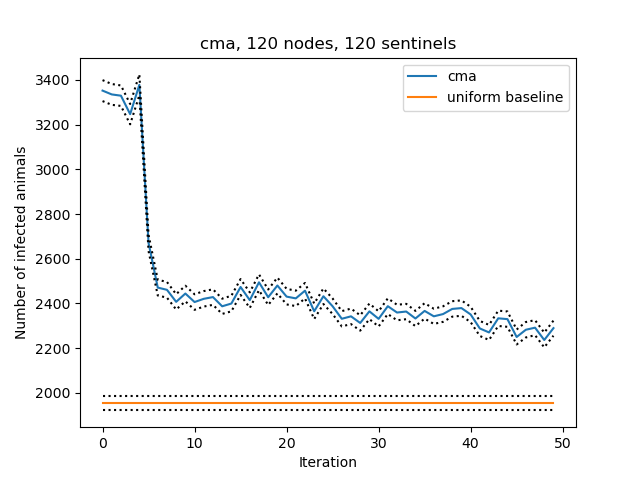 cma, 120 nodes, 120 sentinels
cma
uniform baseline
Number of infected animals
3400
3200
3000
2800
2600
2400
2200
2000
0 10 20 30 40 50
Iteration